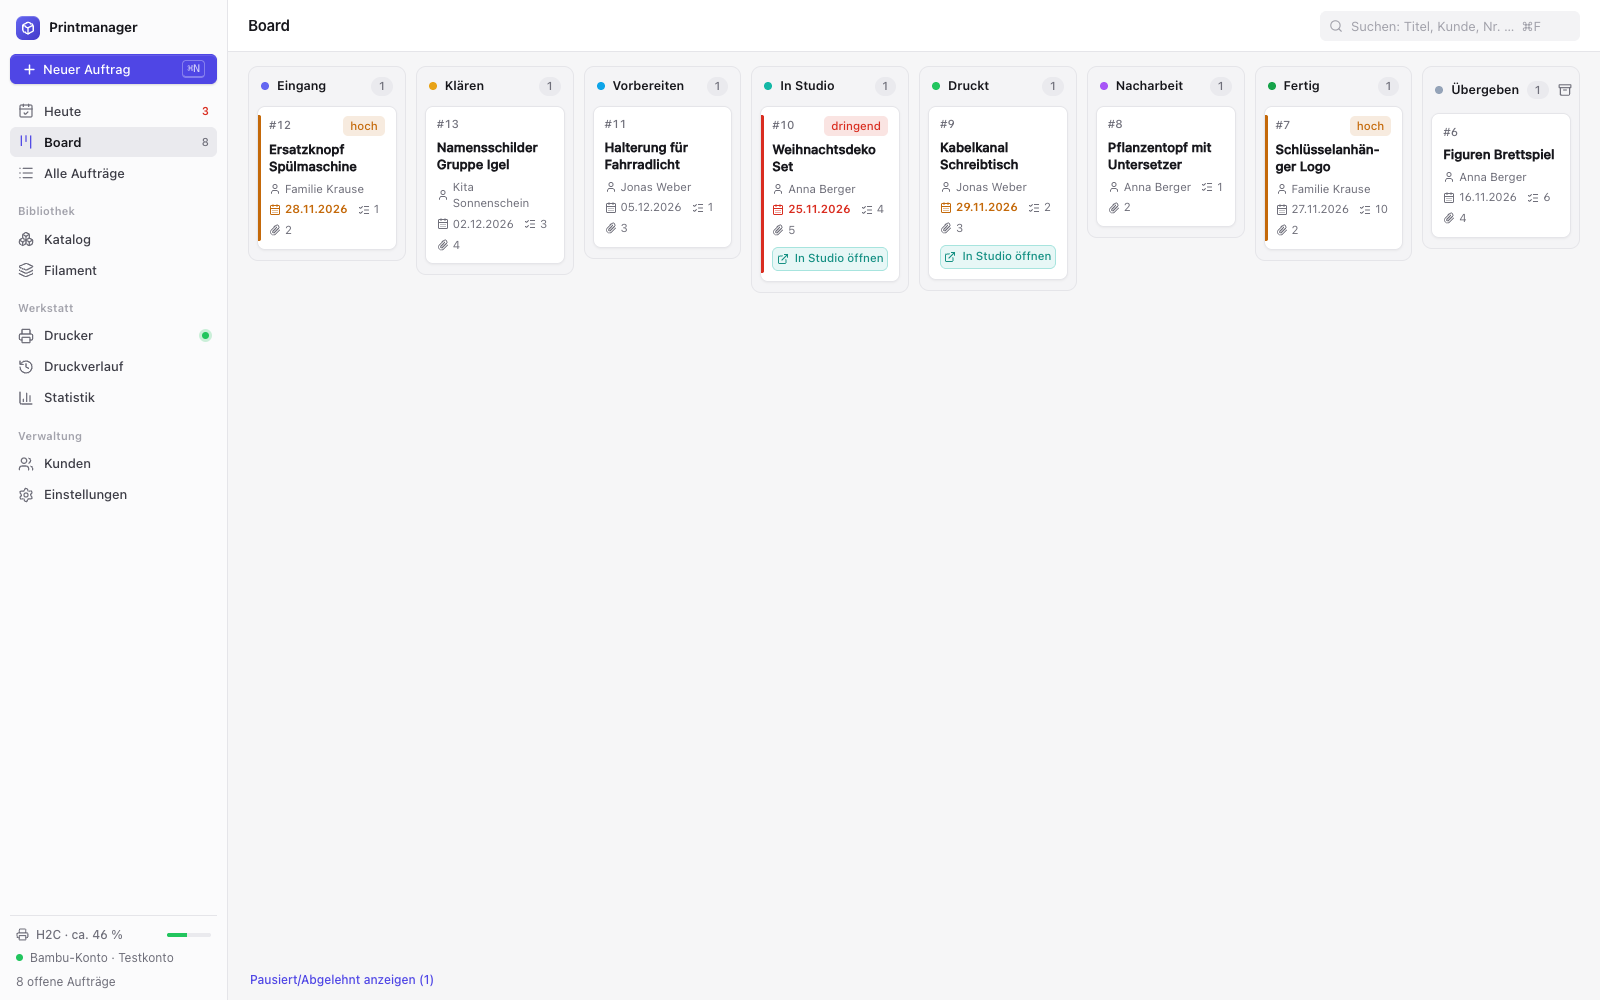 Printmanager
Neuer Auftrag ⌘N
Heute 3
Board 8
Alle Aufträge
Bibliothek
Katalog
Filament
Werkstatt
Drucker
Druckverlauf
Statistik
Verwaltung
Kunden
Einstellungen
H2C · ca. 46 %
Bambu-Konto · Testkonto
8 offene Aufträge
Board
Suchen: Titel, Kunde, Nr. ... ⌘F
Eingang 1
#12 hoch
Ersatzknopf
Spülmaschine
Familie Krause
28.11.2026 1
2
Klären 1
#13
Namensschilder
Gruppe Igel
Kita
Sonnenschein
02.12.2026 3
4
Vorbereiten 1
#11
Halterung für
Fahrradlicht
Jonas Weber
05.12.2026 1
3
In Studio 1
#10 dringend
Weihnachtsdeko
Set
Anna Berger
25.11.2026 4
5
In Studio öffnen
Druckt 1
#9
Kabelkanal
Schreibtisch
Jonas Weber
29.11.2026 2
3
In Studio öffnen
Nacharbeit 1
#8
Pflanzentopf mit
Untersetzer
Anna Berger 1
2
Fertig 1
#7 hoch
Schlüsselanhän-
ger Logo
Familie Krause
27.11.2026 10
2
Übergeben 1
#6
Figuren Brettspiel
Anna Berger
16.11.2026 6
4
Pausiert/Abgelehnt anzeigen (1)